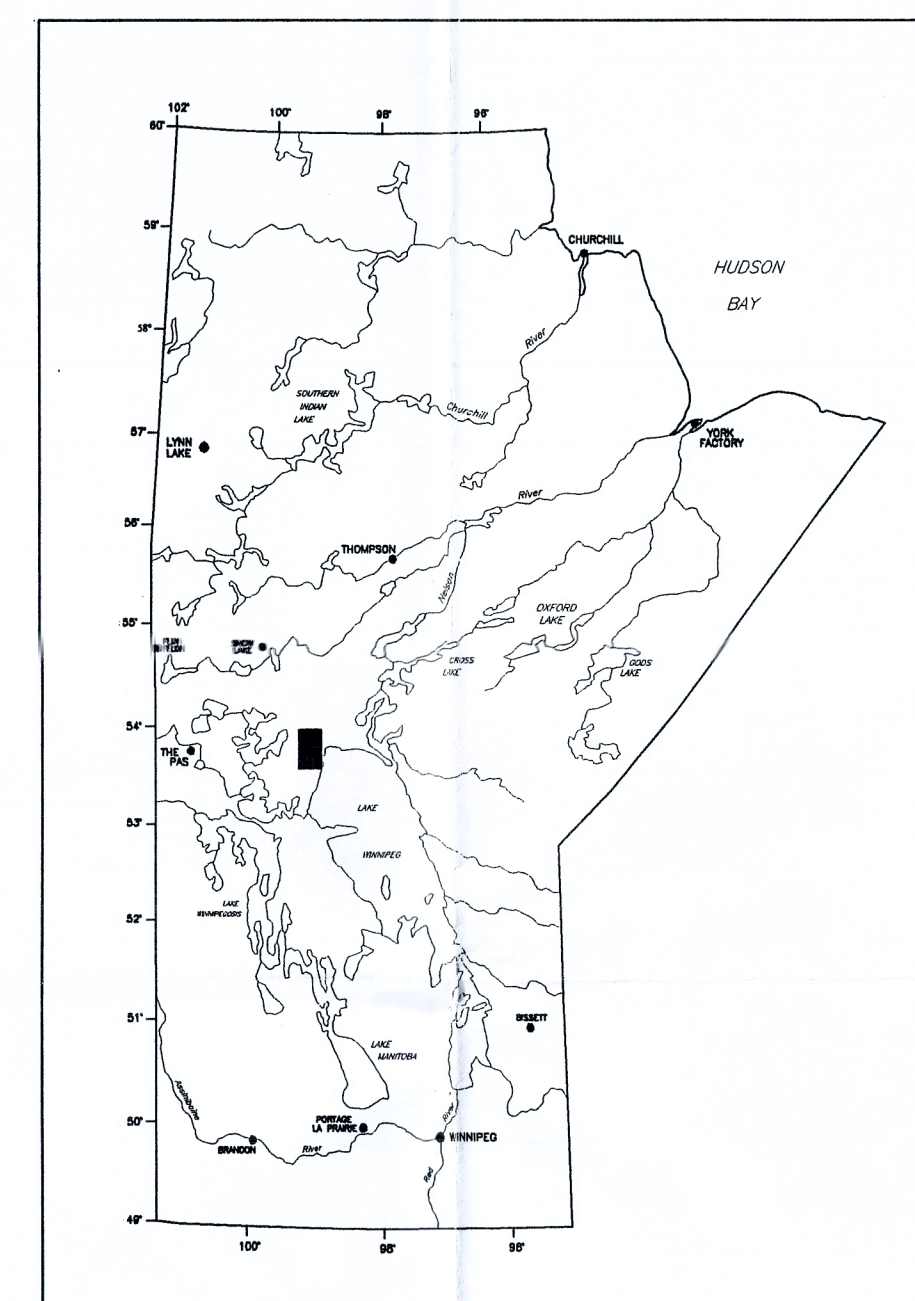 102°
100°
98°
96°
60°
59°
CHURCHILL
HUDSON
BAY
58°
River
SOUTHERN
INDIAN
LAKE
Churchill
57°
LYNN
LAKE
YORK
FACTORY
River
56°
THOMPSON
Nelson
OXFORD
LAKE
55°
SNOW
LAKE
CROSS
LAKE
GODS
LAKE
54°
THE
PAS
LAKE
53°
WINNIPEG
LAKE
WINNIPEGOSIS
52°
51°
BISSETT
LAKE
MANITOBA
Assiniboine
50°
PORTAGE
LA PRAIRIE
River
WINNIPEG
BRANDON
River
Red
49°
100°
98°
96°